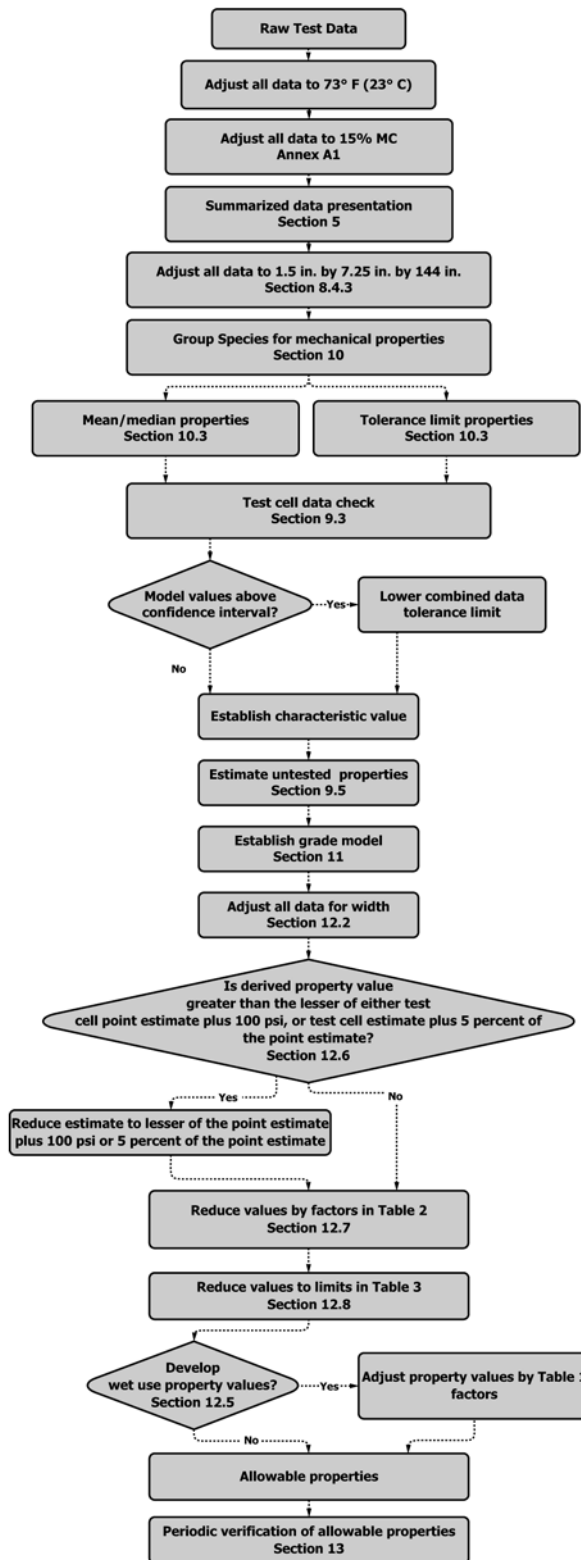 Raw Test Data
Adjust all data to 73° F (23° C)
Adjust all data to 15% MC
Annex A1
Summarized data presentation
Section 5
Adjust all data to 1.5 in. by 7.25 in. by 144 in.
Section 8.4.3
Group Species for mechanical properties
Section 10
Mean/median properties
Section 10.3
Tolerance limit properties
Section 10.3
Test cell data check
Section 9.3
Model values above
confidence interval?
Yes
Lower combined data
tolerance limit
No
Establish characteristic value
Estimate untested properties
Section 9.5
Establish grade model
Section 11
Adjust all data for width
Section 12.2
Is derived property value
greater than the lesser of either test
cell point estimate plus 100 psi, or test cell estimate plus 5 percent of
the point estimate?
Section 12.6
Yes
No
Reduce estimate to lesser of the point estimate
plus 100 psi or 5 percent of the point estimate
Reduce values by factors in Table 2
Section 12.7
Reduce values to limits in Table 3
Section 12.8
Develop
wet use property values?
Section 12.5
Yes
Adjust property values by Table 1
factors
No
Allowable properties
Periodic verification of allowable properties
Section 13